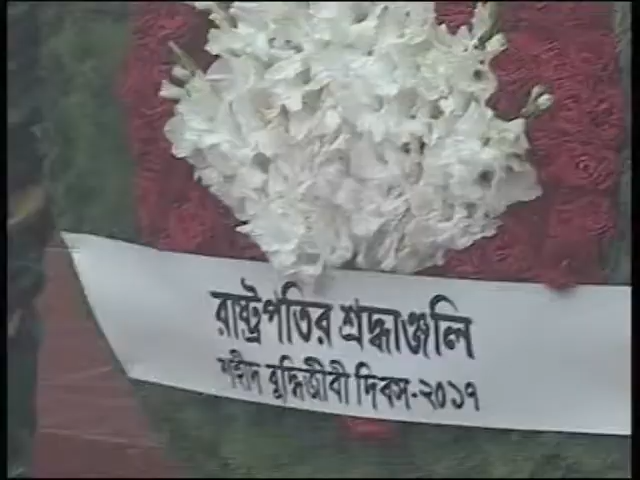 রাষ্ট্রপতির শ্রদ্ধাঞ্জলি
শহীদ বুদ্ধিজীবী দিবস-২০১৭